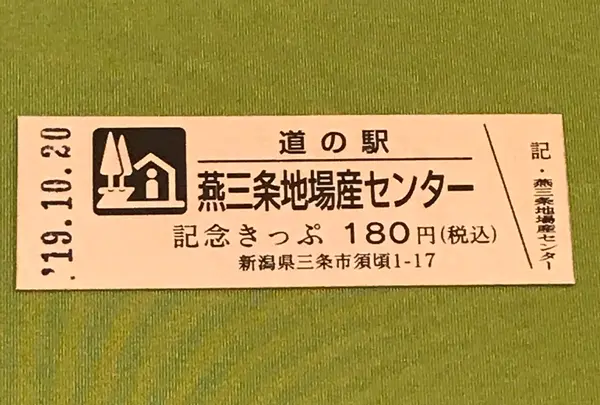 '19.10.20
道の駅
燕三条地場産センター
記念きっぷ 180円(税込)
新潟県三条市須頃1-17
記・燕三条地場産センター